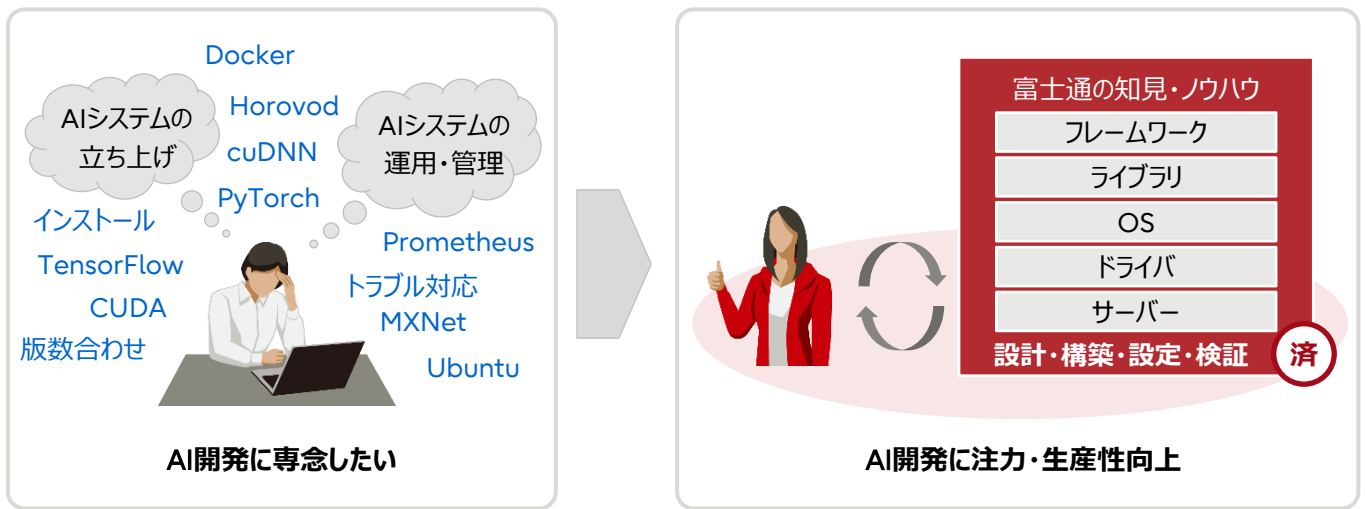 Docker
AIシステムの
立ち上げ
Horovod
cuDNN
PyTorch
AIシステムの
運用・管理
インストール
TensorFlow
CUDA
版数合わせ
Prometheus
トラブル対応
MXNet
Ubuntu
AI開発に専念したい
富士通の知見・ノウハウ
フレームワーク
ライブラリ
OS
ドライバ
サーバー
設計・構築・設定・検証
済
AI開発に注力・生産性向上